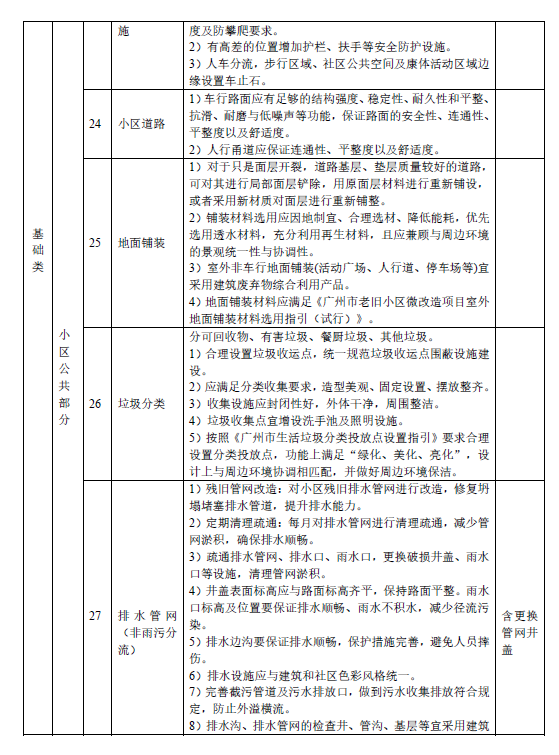 施
度及防攀爬要求。
2）有高差的位置增加护栏、扶手等安全防护设施。
3）人车分流，步行区域、社区公共空间及康体活动区域边
缘设置车止石。
24
小区道路
1）车行路面应有足够的结构强度、稳定性、耐久性和平整、
抗滑、耐磨与低噪声等功能，保证路面的安全性、连通性、
平整度以及舒适度。
2）人行甬道应保证连通性、平整度以及舒适度。
基
础
类
25
地面铺装
1）对于只是面层开裂，道路基层、垫层质量较好的道路，
可对其进行局部面层铲除，用原面层材料进行重新铺设，
或者采用新材质对面层进行重新铺整。
2）铺装材料选用应因地制宜、合理选材、降低能耗，优先
选用透水材料，充分利用再生材料，且应兼顾与周边环境
的景观统一性与协调性。
3）室外非车行地面铺装(活动广场、人行道、停车场等)宜
采用建筑废弃物综合利用产品。
4）地面铺装材料应满足《广州市老旧小区微改造项目室外
地面铺装材料选用指引（试行）》。
小
区
公
共
部
分
26
垃圾分类
分可回收物、有害垃圾、餐厨垃圾、其他垃圾。
1）合理设置垃圾收运点，统一规范垃圾收运点围蔽设施建
设。
2）应满足分类收集要求，造型美观、固定设置、摆放整齐。
3）收集设施应封闭性好，外体干净，周围整洁。
4）垃圾收集点宜增设洗手池及照明设施。
5）按照《广州市生活垃圾分类投放点设置指引》要求合理
设置分类投放点，功能上满足“绿化、美化、亮化”，设
计上与周边环境协调相匹配，并做好周边环境保洁。
27
排水管网
（非雨污分
流）
1）残旧管网改造：对小区残旧排水管网进行改造，修复坍
塌堵塞排水管道，提升排水能力。
2）定期清理疏通：每月对排水管网进行清理疏通，减少管
网淤积，确保排水顺畅。
3）疏通排水管网、排水口、雨水口，更换破损井盖、雨水
口等设施，清理管网淤积。
4）井盖表面标高应与路面标高齐平，保持路面平整。雨水
口标高及位置要保证排水顺畅、雨水不积水，减少径流污
染。
5）排水边沟要保证排水顺畅，保护措施完善，避免人员摔
伤。
6）排水设施应与建筑和社区色彩风格统一。
7）完善截污管道及污水排放口，做到污水收集排放符合规
定，防止外溢横流。
8）排水沟、排水管网的检查井、管沟、基层等宜采用建筑
含更换
管网井
盖